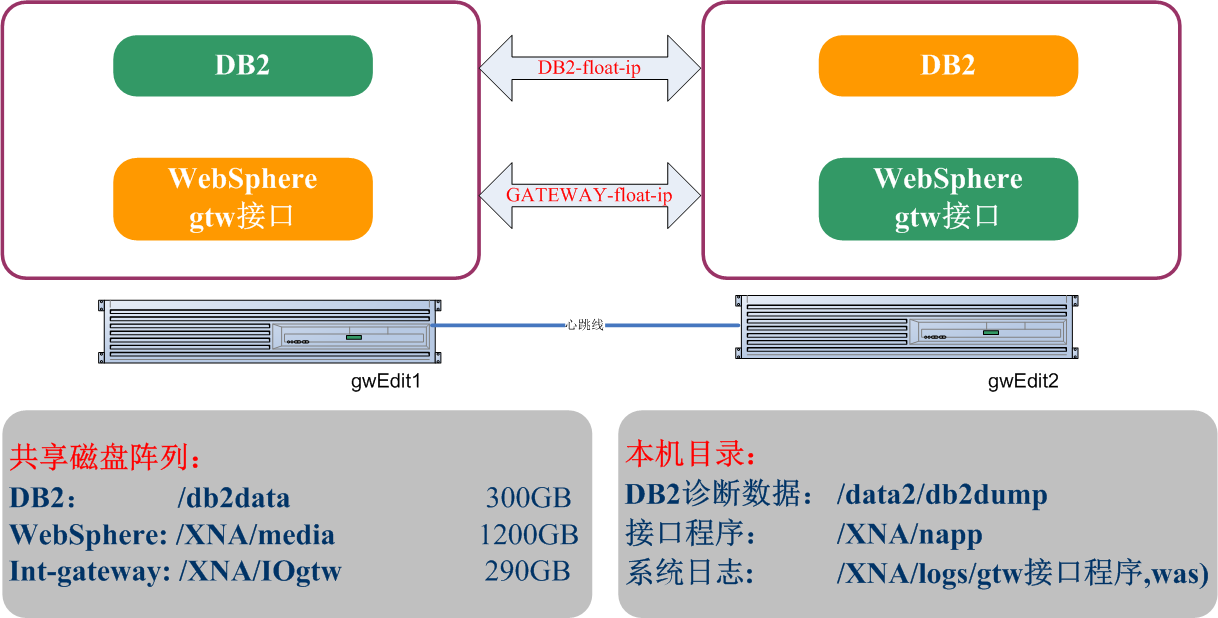 DB2
DB2-float-ip
DB2
WebSphere
gtw接口
GATEWAY-float-ip
WebSphere
gtw接口
心跳线
gwEdit1
gwEdit2
共享磁盘阵列：
DB2： /db2data 300GB
WebSphere: /XNA/media 1200GB
Int-gateway: /XNA/IOgtw 290GB
本机目录：
DB2诊断数据： /data2/db2dump
接口程序： /XNA/napp
系统日志: /XNA/logs/gtw接口程序,was)